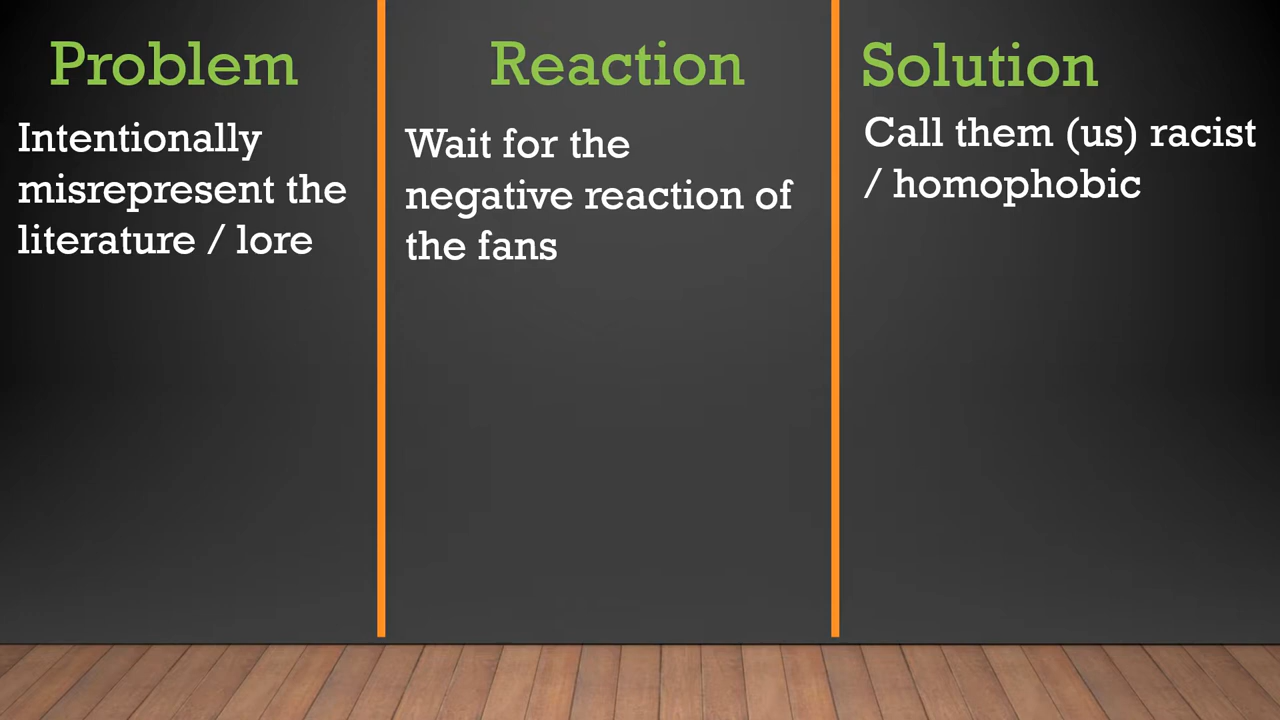 Problem
Intentionally
misrepresent the
literature / lore
Reaction
Wait for the
negative reaction of
the fans
Solution
Call them (us) racist
/ homophobic